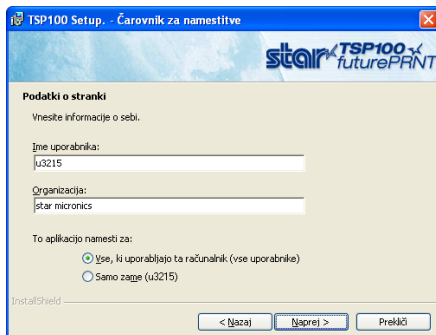 TSP100 Setup. - Čarovnik za namestitve
star TSP100
futurePRNT
Podatki o stranki
Vnesite informacije o sebi.
Ime uporabnika:
u3215
Organizacija:
star micronics
To aplikacijo namesti za:
Vse, ki uporabljajo ta računalnik (vse uporabnike)
Samo zame (u3215)
InstallShield
< Nazaj
Naprej >
Prekliči